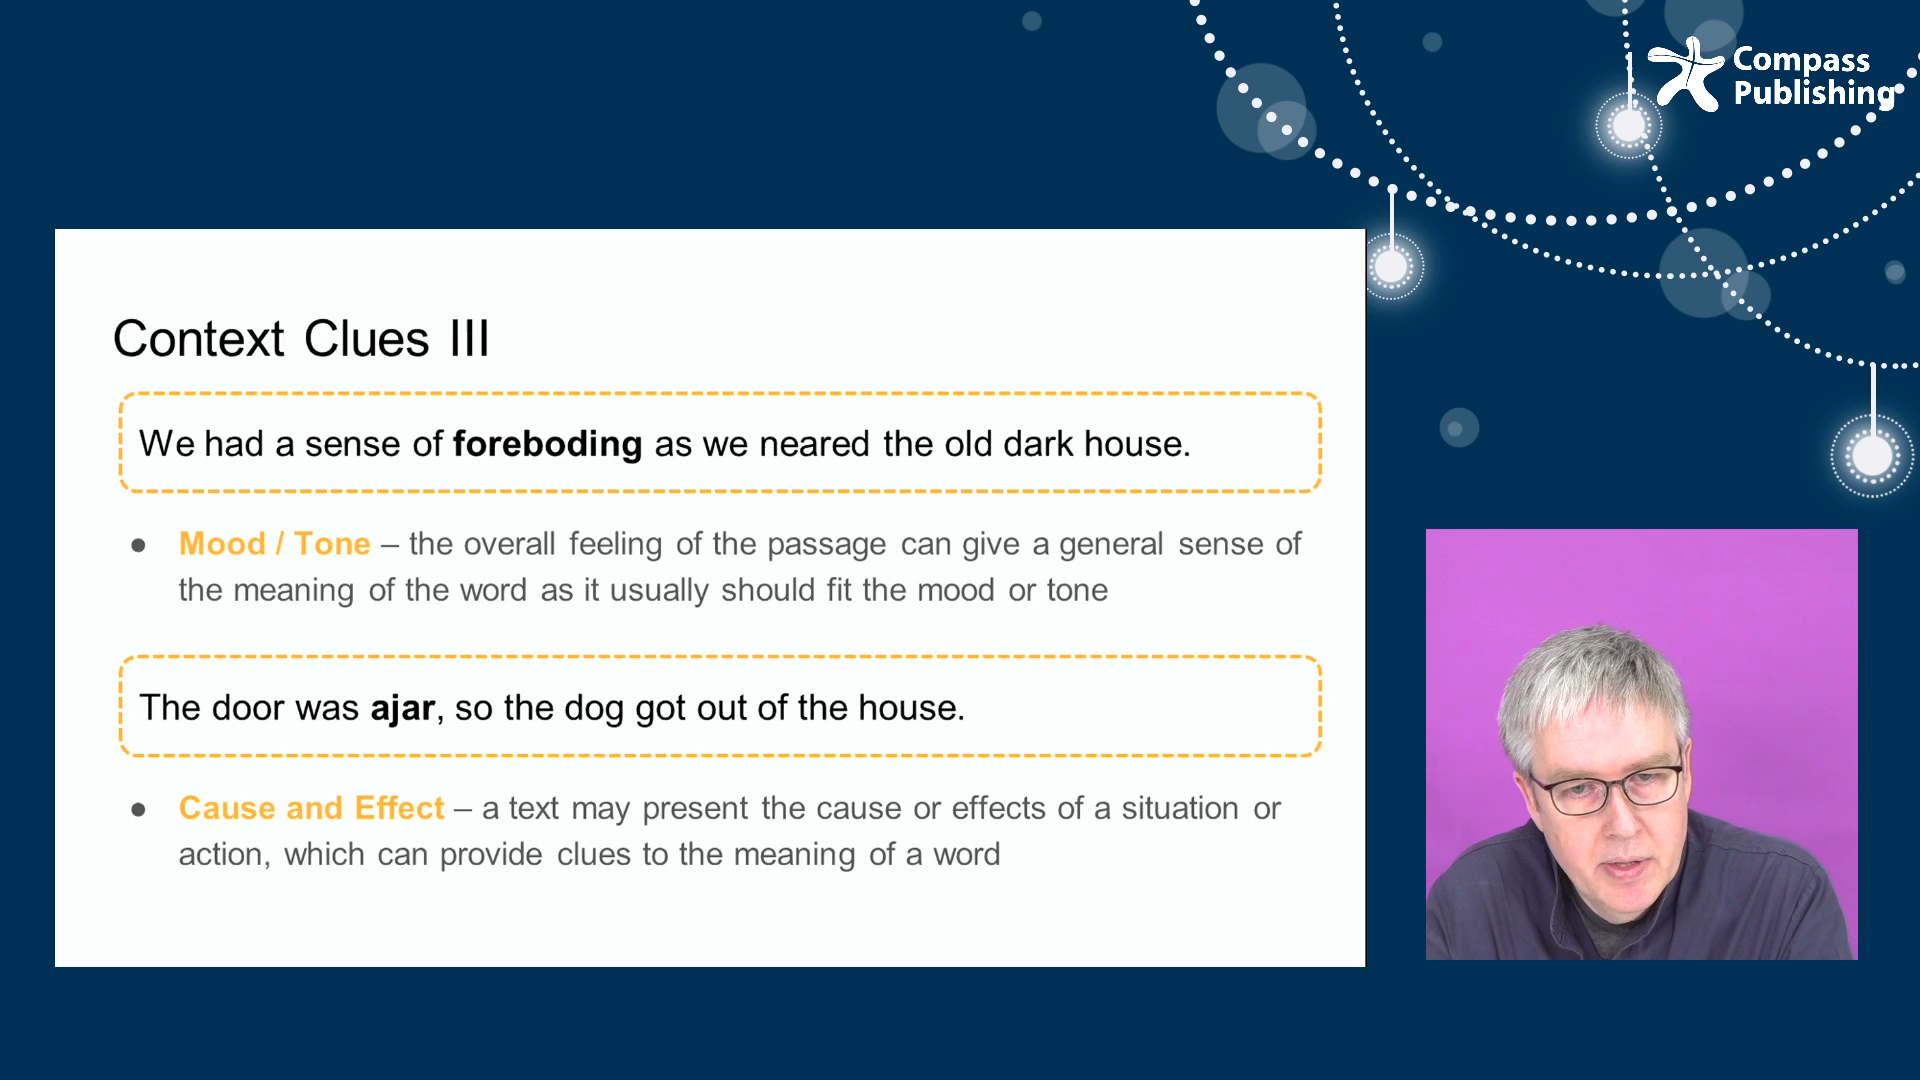 Compass
Publishing
Context Clues III
We had a sense of foreboding as we neared the old dark house.
● Mood / Tone – the overall feeling of the passage can give a general sense of
the meaning of the word as it usually should fit the mood or tone
The door was ajar, so the dog got out of the house.
● Cause and Effect – a text may present the cause or effects of a situation or
action, which can provide clues to the meaning of a word